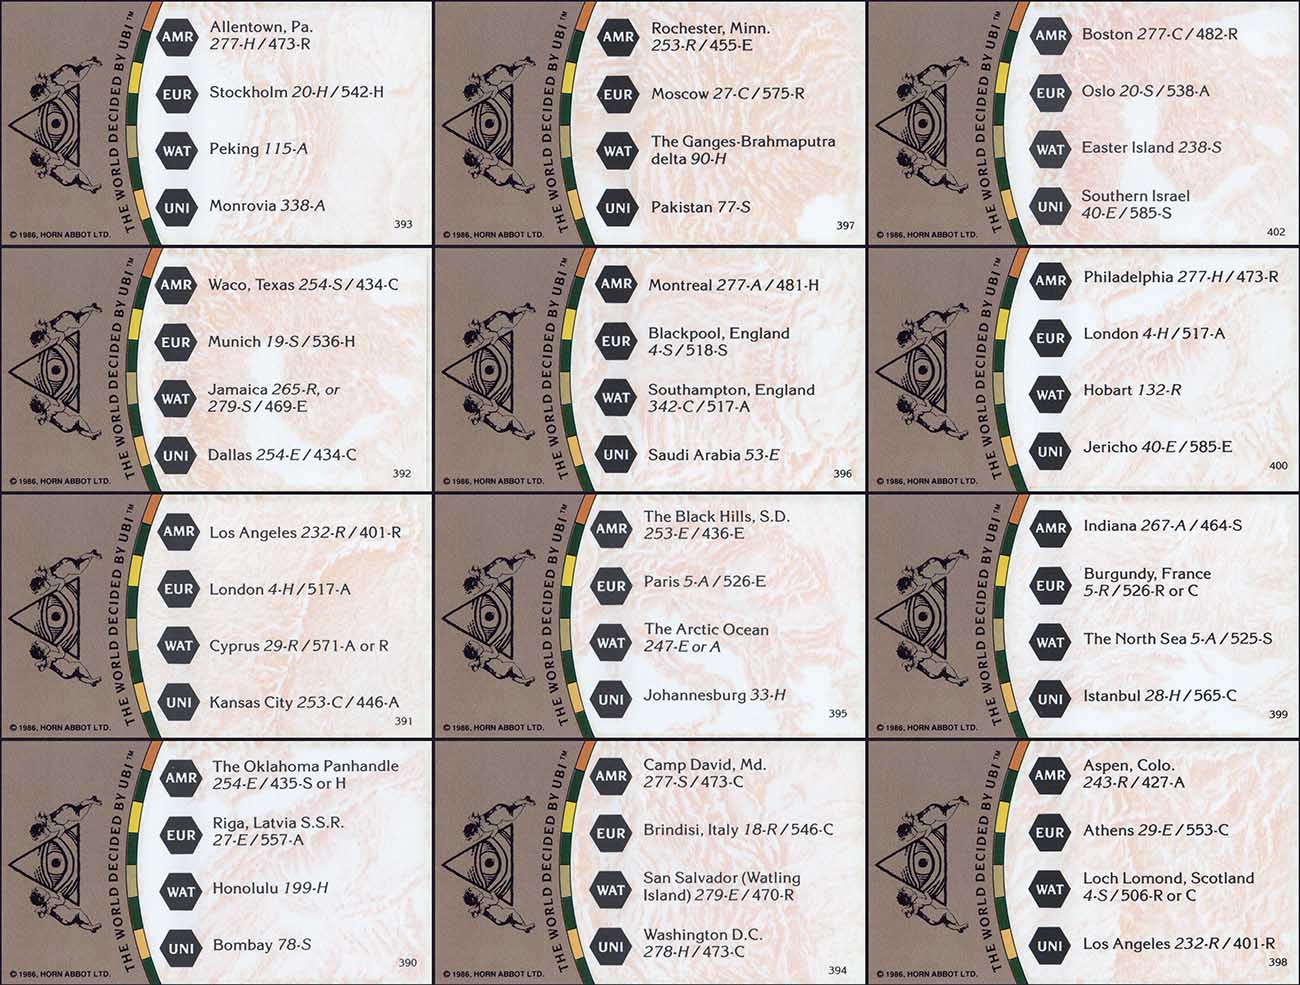 THE WORLD DECIDED BY UBI™
© 1986, HORN ABBOT LTD.
AMR Allentown, Pa.
277-H / 473-R
EUR Stockholm 20-H / 542-H
WAT Peking 115-A
UNI Monrovia 338-A
393
THE WORLD DECIDED BY UBI™
© 1986, HORN ABBOT LTD.
AMR Rochester, Minn.
253-R / 455-E
EUR Moscow 27-C / 575-R
WAT The Ganges-Brahmaputra
delta 90-H
UNI Pakistan 77-S
397
THE WORLD DECIDED BY UBI™
© 1986, HORN ABBOT LTD.
AMR Boston 277-C / 482-R
EUR Oslo 20-S / 538-A
WAT Easter Island 238-S
UNI Southern Israel
40-E / 585-S
402
THE WORLD DECIDED BY UBI™
© 1986, HORN ABBOT LTD.
AMR Waco, Texas 254-S / 434-C
EUR Munich 19-S / 536-H
WAT Jamaica 265-R, or
279-S / 469-E
UNI Dallas 254-E / 434-C
392
THE WORLD DECIDED BY UBI™
© 1986, HORN ABBOT LTD.
AMR Montreal 277-A / 481-H
EUR Blackpool, England
4-S / 518-S
WAT Southampton, England
342-C / 517-A
UNI Saudi Arabia 53-E
396
THE WORLD DECIDED BY UBI™
© 1986, HORN ABBOT LTD.
AMR Philadelphia 277-H / 473-R
EUR London 4-H / 517-A
WAT Hobart 132-R
UNI Jericho 40-E / 585-E
400
THE WORLD DECIDED BY UBI™
© 1986, HORN ABBOT LTD.
AMR Los Angeles 232-R / 401-R
EUR London 4-H / 517-A
WAT Cyprus 29-R / 571-A or R
UNI Kansas City 253-C / 446-A
391
THE WORLD DECIDED BY UBI™
© 1986, HORN ABBOT LTD.
AMR The Black Hills, S.D.
253-E / 436-E
EUR Paris 5-A / 526-E
WAT The Arctic Ocean
247-E or A
UNI Johannesburg 33-H
395
THE WORLD DECIDED BY UBI™
© 1986, HORN ABBOT LTD.
AMR Indiana 267-A / 464-S
EUR Burgundy, France
5-R / 526-R or C
WAT The North Sea 5-A / 525-S
UNI Istanbul 28-H / 565-C
399
THE WORLD DECIDED BY UBI™
© 1986, HORN ABBOT LTD.
AMR The Oklahoma Panhandle
254-E / 435-S or H
EUR Riga, Latvia S.S.R.
27-E / 557-A
WAT Honolulu 199-H
UNI Bombay 78-S
390
THE WORLD DECIDED BY UBI™
© 1986, HORN ABBOT LTD.
AMR Camp David, Md.
277-S / 473-C
EUR Brindisi, Italy 18-R / 546-C
WAT San Salvador (Watling
Island) 279-E / 470-R
UNI Washington D.C.
278-H / 473-C
394
THE WORLD DECIDED BY UBI™
© 1986, HORN ABBOT LTD.
AMR Aspen, Colo.
243-R / 427-A
EUR Athens 29-E / 553-C
WAT Loch Lomond, Scotland
4-S / 506-R or C
UNI Los Angeles 232-R / 401-R
398